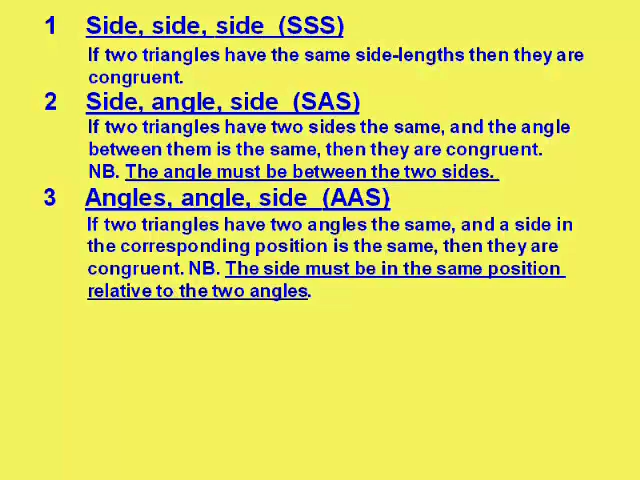 1 Side, side, side (SSS)
If two triangles have the same side-lengths then they are
congruent.
2 Side, angle, side (SAS)
If two triangles have two sides the same, and the angle
between them is the same, then they are congruent.
NB. The angle must be between the two sides.
3 Angles, angle, side (AAS)
If two triangles have two angles the same, and a side in
the corresponding position is the same, then they are
congruent. NB. The side must be in the same position
relative to the two angles.